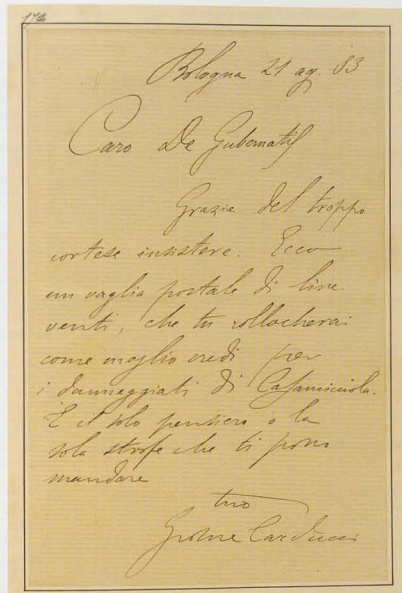 174
Bologna 21 ag. 83
Caro De Gubernatis
Grazie del troppo
cortese insistere. Ecco
un vaglia postale di lire
venti, che tu collocherai
come meglio credi per
i danneggiati di Casamicciola.
È il solo pensiero o la
sola strofe che ti posso
mandare
tuo
Giosue Carducci